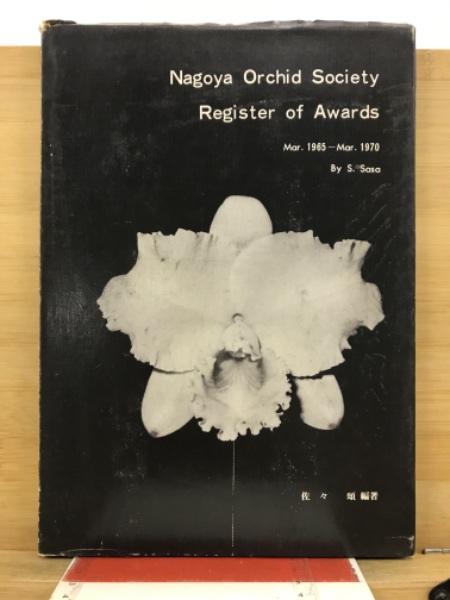 Nagoya Orchid Society
Register of Awards
Mar. 1965—Mar. 1970
By S. Sasa
佐々 頌 編著